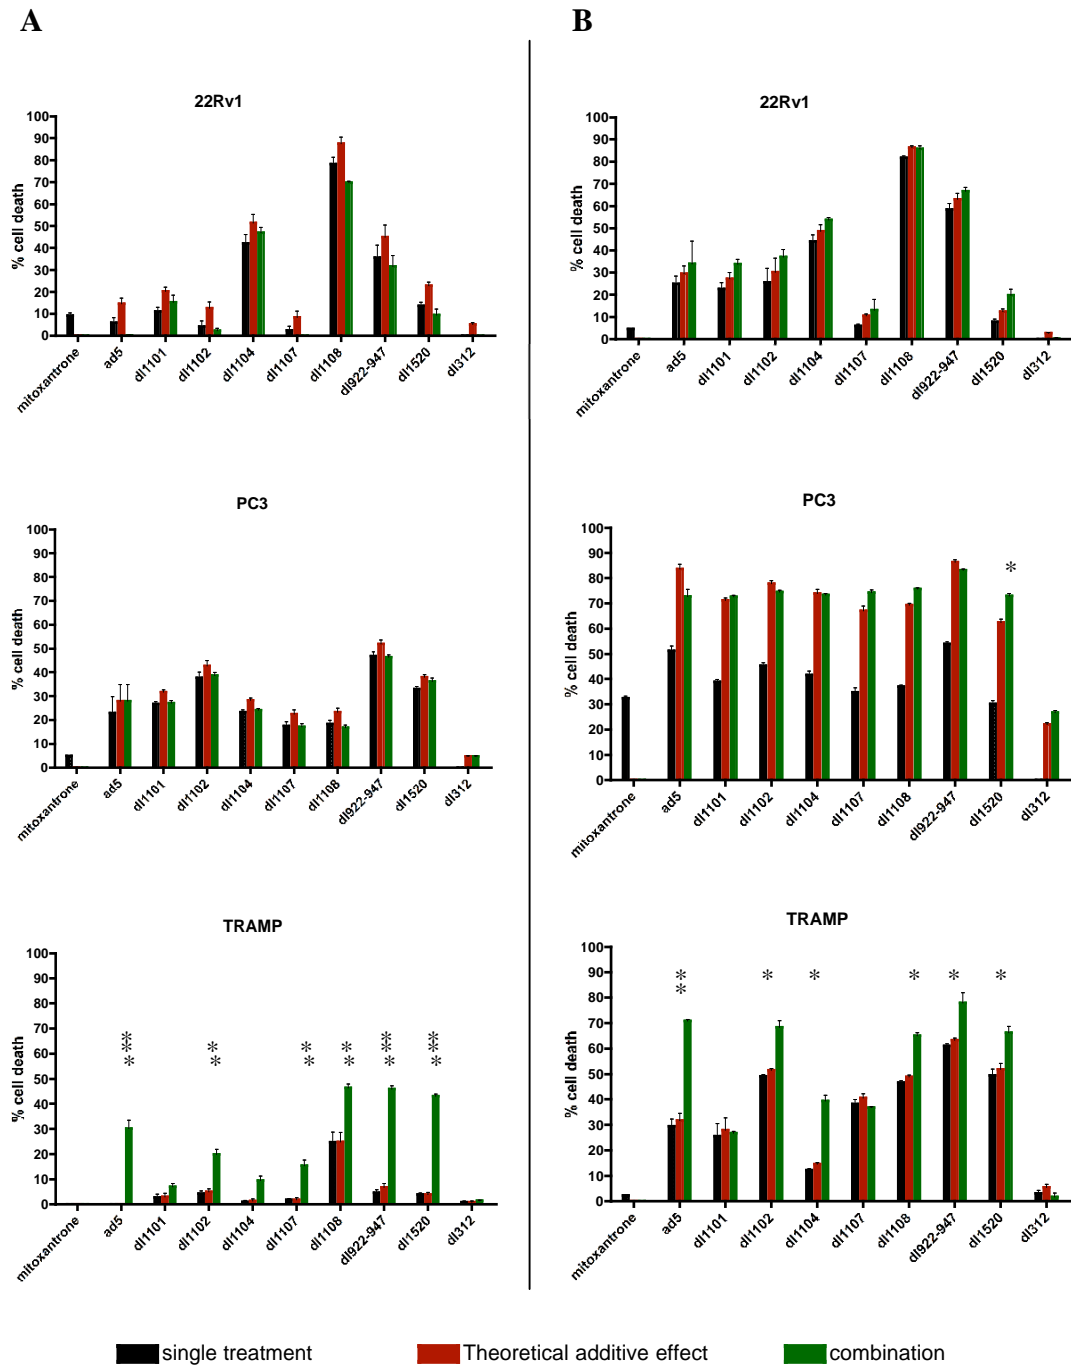 A
B
22Rv1
% cell death
100
90
80
70
60
50
40
30
20
10
0
mitoxantrone
ad5
dl1101
dl1102
dl1104
dl1107
dl1108
dl922-947
dl1520
dl312
22Rv1
% cell death
100
90
80
70
60
50
40
30
20
10
0
mitoxantrone
ad5
dl1101
dl1102
dl1104
dl1107
dl1108
dl922-947
dl1520
dl312
PC3
% cell death
100
90
80
70
60
50
40
30
20
10
0
mitoxantrone
ad5
dl1101
dl1102
dl1104
dl1107
dl1108
dl922-947
dl1520
dl312
PC3
% cell death
100
90
80
70
60
50
40
30
20
10
0
*
mitoxantrone
ad5
dl1101
dl1102
dl1104
dl1107
dl1108
dl922-947
dl1520
dl312
TRAMP
% cell death
100
90
80
70
60
50
40
30
20
10
0
*** ** ** ** *** ***
mitoxantrone
ad5
dl1101
dl1102
dl1104
dl1107
dl1108
dl922-947
dl1520
dl312
TRAMP
% cell death
100
90
80
70
60
50
40
30
20
10
0
** * * * * *
mitoxantrone
ad5
dl1101
dl1102
dl1104
dl1107
dl1108
dl922-947
dl1520
dl312
single treatment
Theoretical additive effect
combination